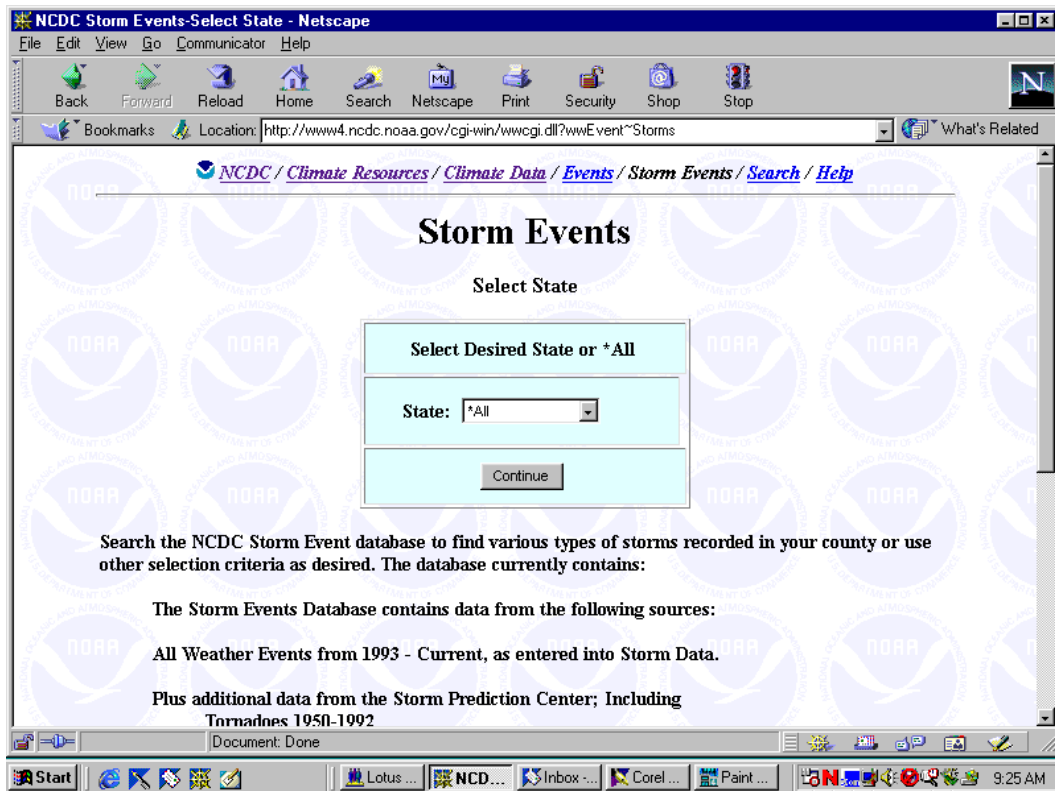 NCDC Storm Events-Select State - Netscape
File Edit View Go Communicator Help
Back Forward Reload Home Search Netscape Print Security Shop Stop
Bookmarks Location: http://www4.ncdc.noaa.gov/cgi-win/wwcgi.dll?wwEvent~Storms What's Related
NCDC / Climate Resources / Climate Data / Events / Storm Events / Search / Help
Storm Events
Select State
Select Desired State or *All
State: *All
Continue
Search the NCDC Storm Event database to find various types of storms recorded in your county or use
other selection criteria as desired. The database currently contains:
The Storm Events Database contains data from the following sources:
All Weather Events from 1993 - Current, as entered into Storm Data.
Plus additional data from the Storm Prediction Center; Including
Tornadoes 1950-1992
Document: Done
Start Lotus ... NCD... Inbox -... Corel ... Paint ... 9:25 AM